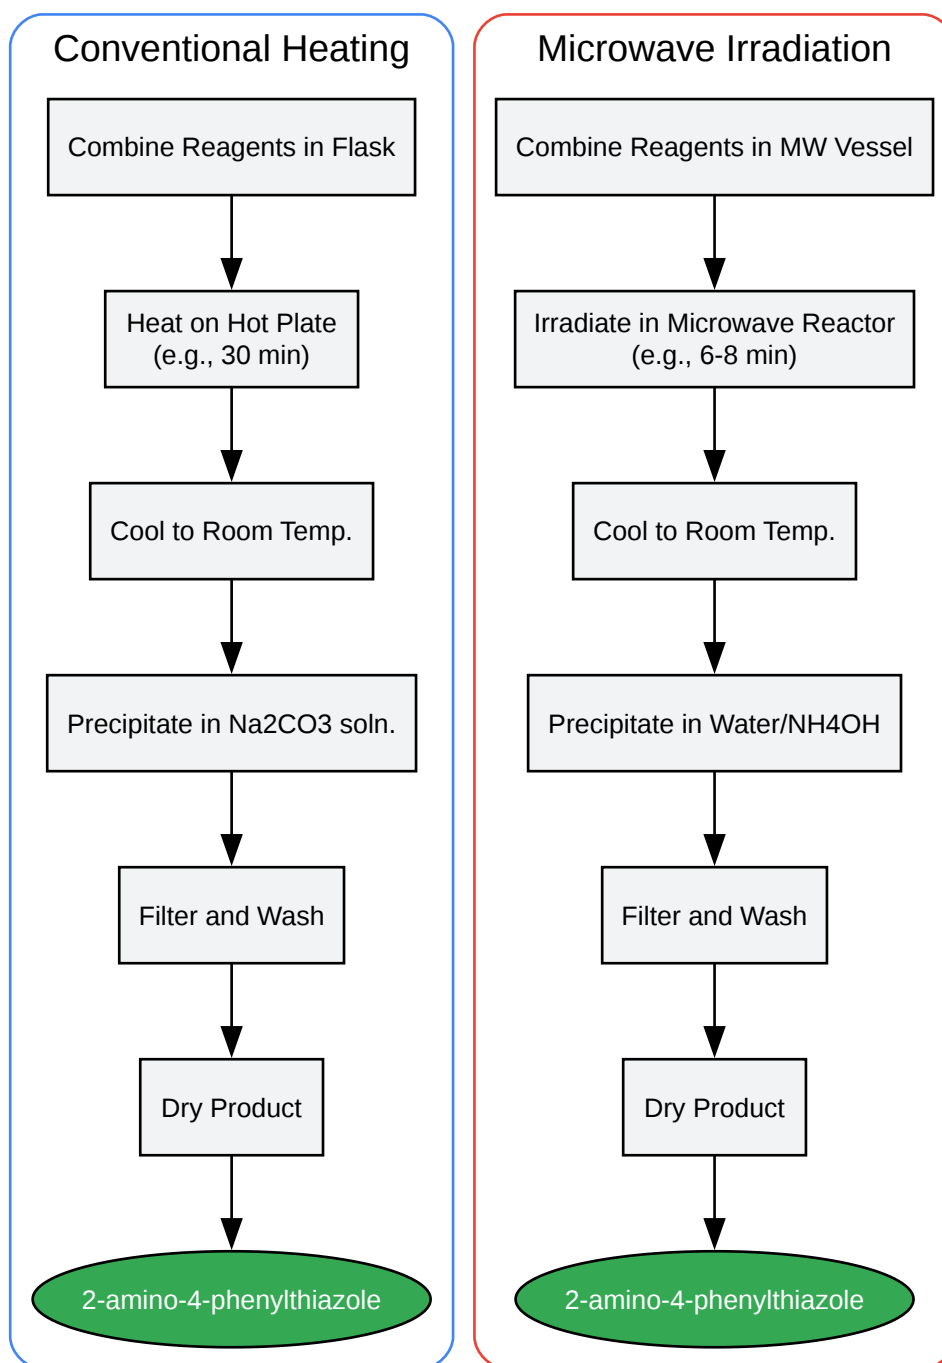 Conventional Heating
Combine Reagents in Flask
Heat on Hot Plate
(e.g., 30 min)
Cool to Room Temp.
Precipitate in Na2CO3 soln.
Filter and Wash
Dry Product
2-amino-4-phenylthiazole
Microwave Irradiation
Combine Reagents in MW Vessel
Irradiate in Microwave Reactor
(e.g., 6-8 min)
Cool to Room Temp.
Precipitate in Water/NH4OH
Filter and Wash
Dry Product
2-amino-4-phenylthiazole